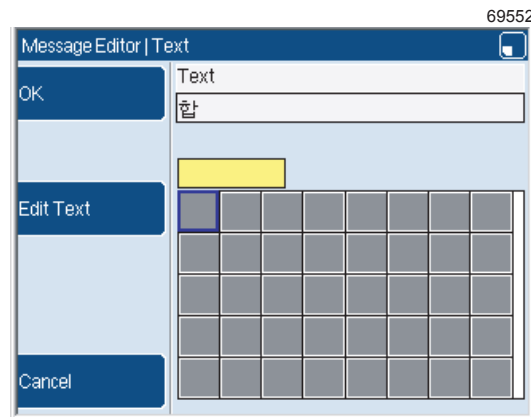 69552
Message Editor | Text
OK
Text
합
Edit Text
Cancel